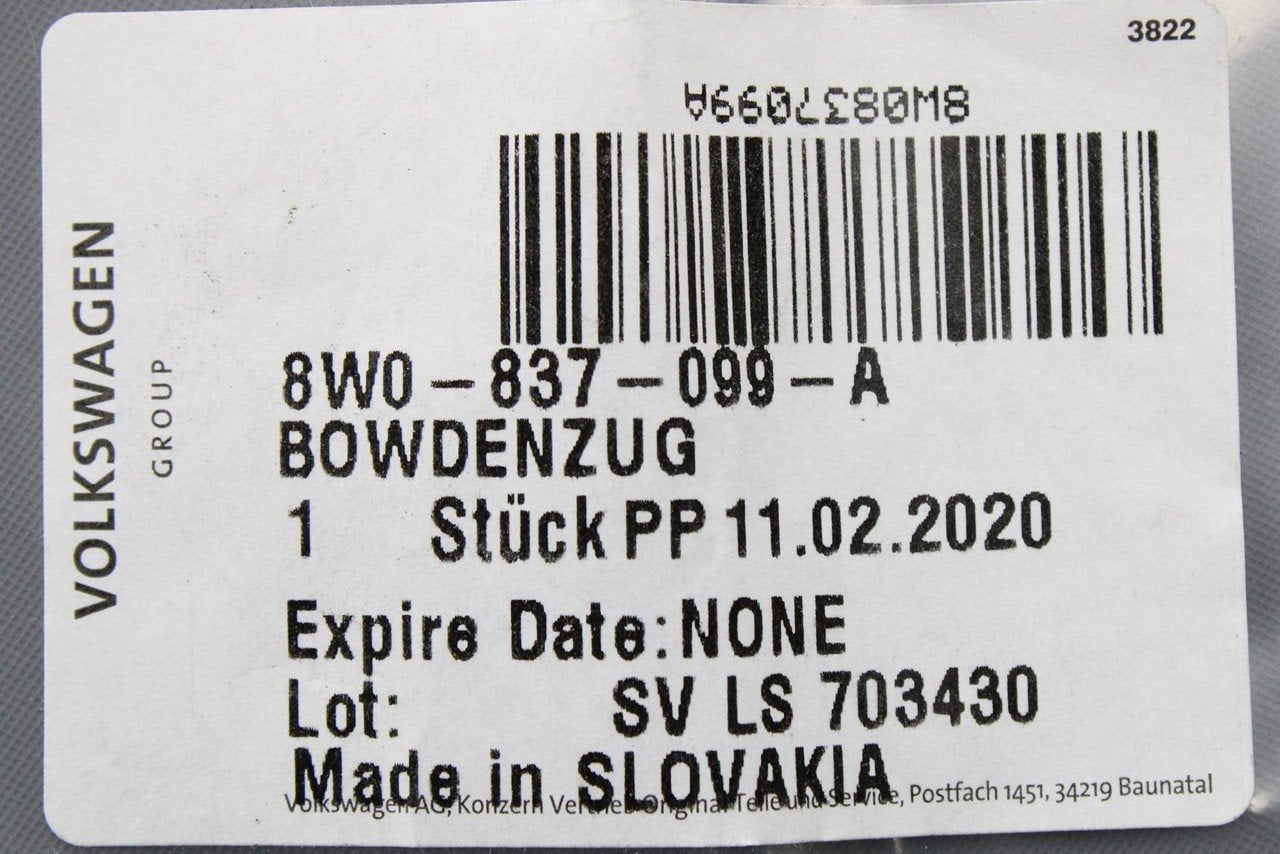 3822
8W0837099A
VOLKSWAGEN
GROUP
8W0-837-099-A
BOWDENZUG
1 Stück PP 11.02.2020
Expire Date:NONE
Lot: SV LS 703430
Made in SLOVAKIA
Volkswagen AG, Konzern Vertrieb Original Teile und Service, Postfach 1451, 34219 Baunatal